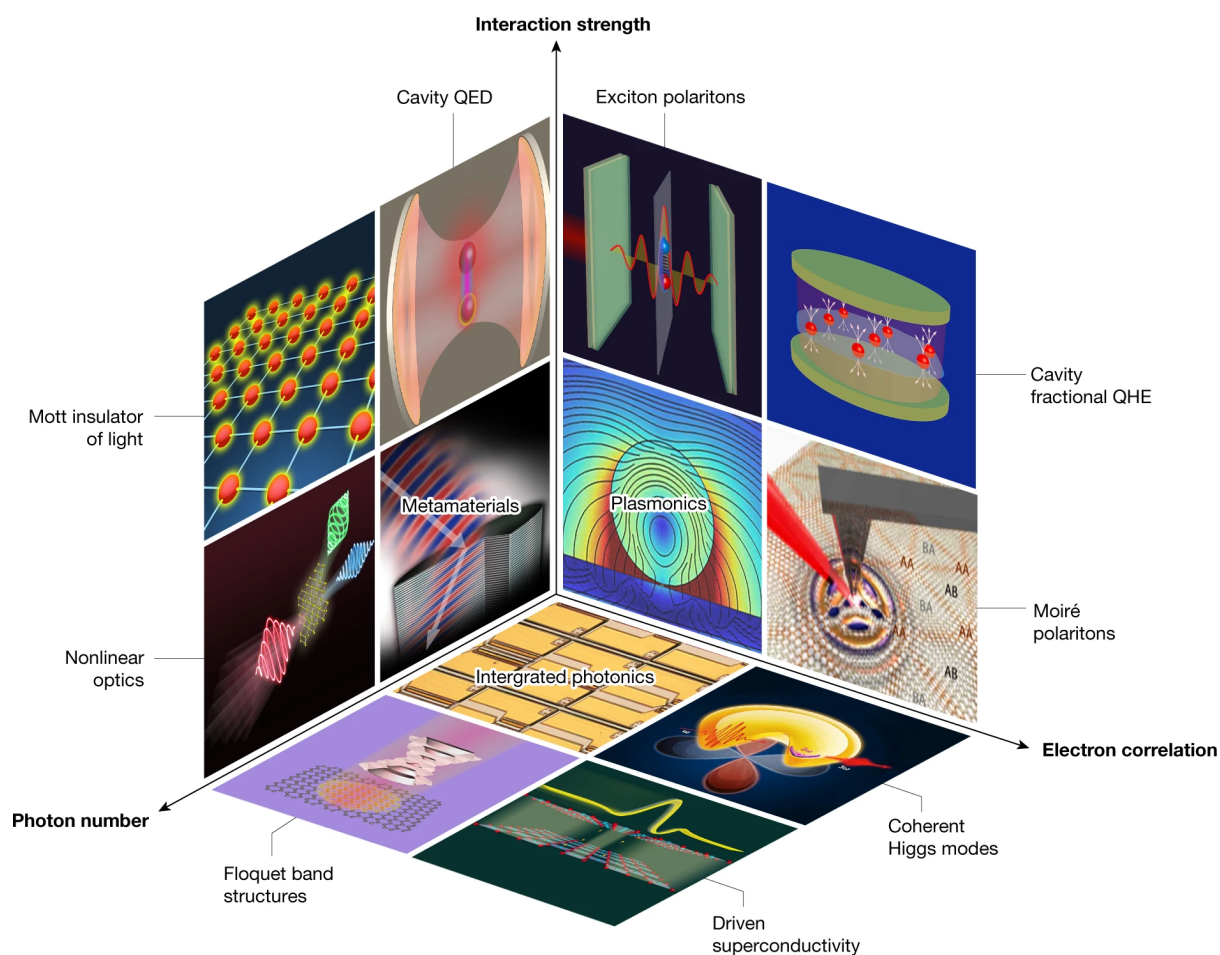 Interaction strength
Cavity QED
Exciton polaritons
Cavity
fractional QHE
Mott insulator
of light
Metamaterials
Plasmonics
BA
AA
AA
AB
BA
AA
AA
AB
BA
Moiré
polaritons
Nonlinear
optics
Intergrated photonics
Electron correlation
Photon number
Coherent
Higgs modes
Floquet band
structures
Driven
superconductivity